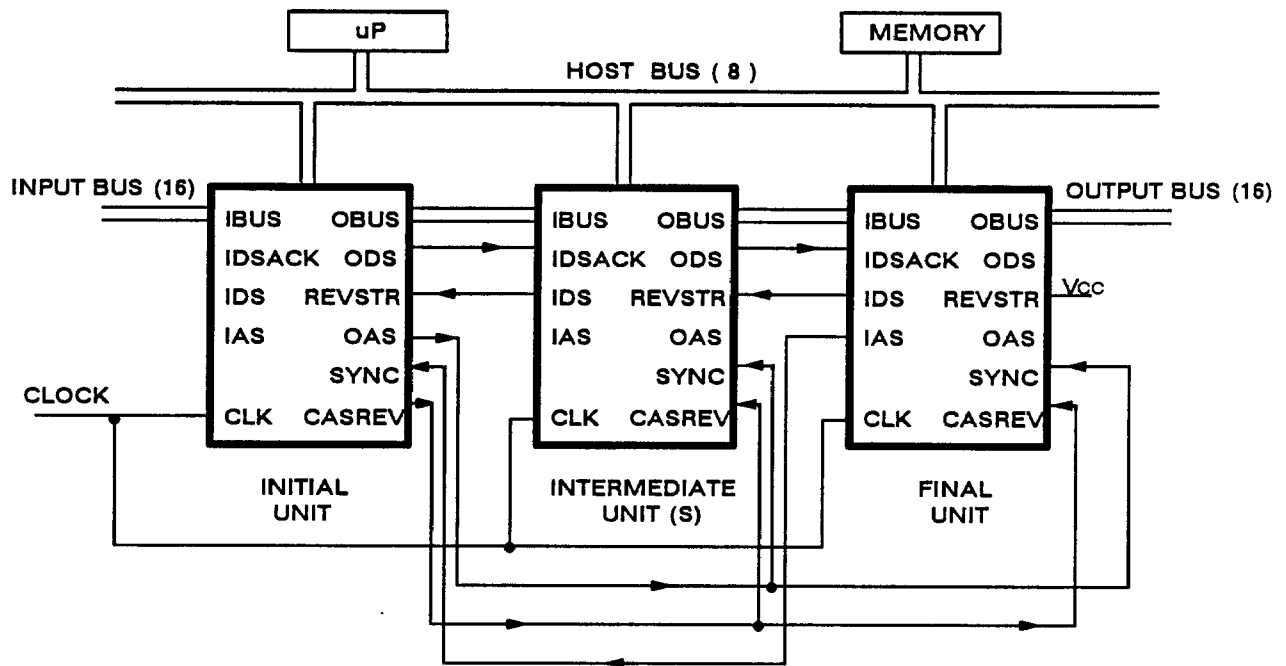 uP
MEMORY
HOST BUS ( 8 )
INPUT BUS (16)
OUTPUT BUS (16)
IBUS OBUS
IDSACK ODS
IDS REVSTR
IAS OAS
SYNC
CLK CASREV
IBUS OBUS
IDSACK ODS
IDS REVSTR
IAS OAS
SYNC
CLK CASREV
IBUS OBUS
IDSACK ODS
IDS REVSTR
IAS OAS
SYNC
CLK CASREV
Vcc
CLOCK
INITIAL
UNIT
INTERMEDIATE
UNIT (S)
FINAL
UNIT